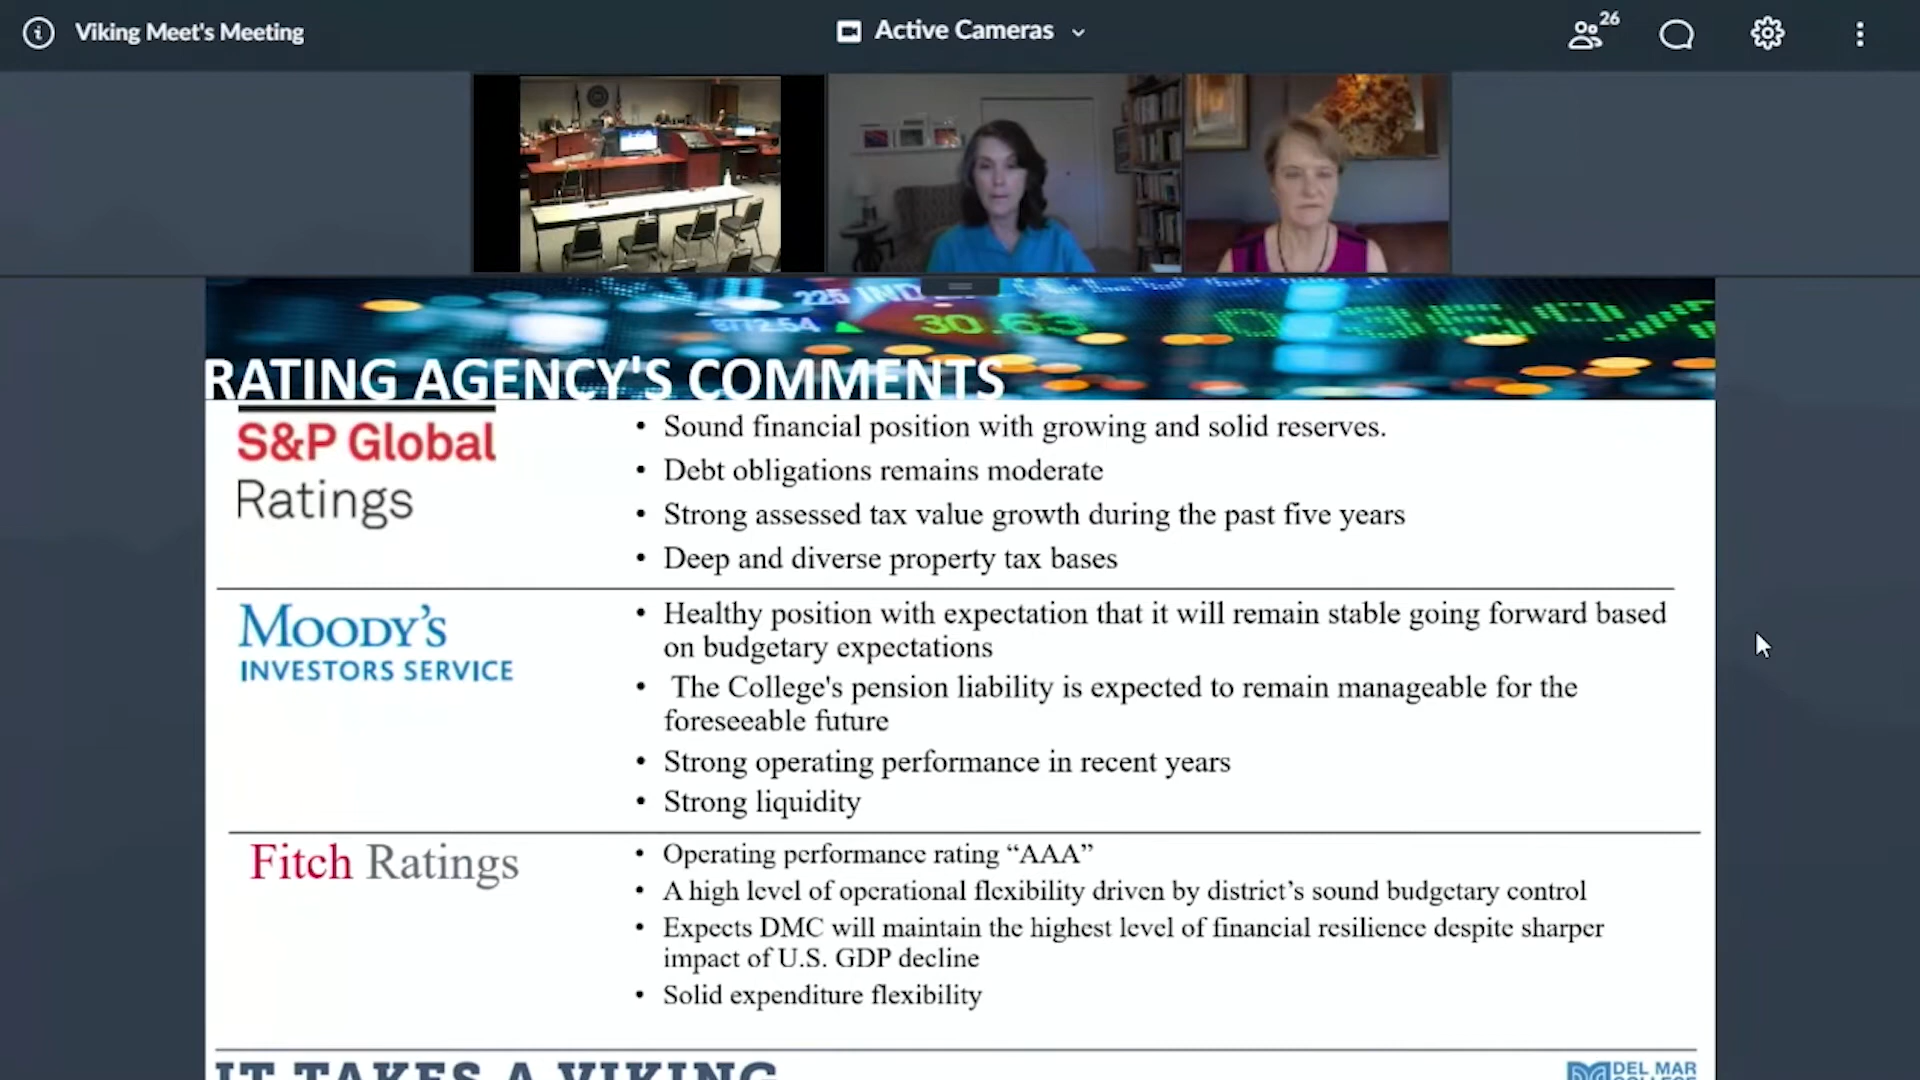 Viking Meet's Meeting
Active Cameras
26
225 IND
30.63
RATING AGENCY'S COMMENTS
S&P Global
Ratings
• Sound financial position with growing and solid reserves.
• Debt obligations remains moderate
• Strong assessed tax value growth during the past five years
• Deep and diverse property tax bases
MOODY'S
INVESTORS SERVICE
• Healthy position with expectation that it will remain stable going forward based
on budgetary expectations
• The College's pension liability is expected to remain manageable for the
foreseeable future
• Strong operating performance in recent years
• Strong liquidity
Fitch Ratings
• Operating performance rating “AAA”
• A high level of operational flexibility driven by district’s sound budgetary control
• Expects DMC will maintain the highest level of financial resilience despite sharper
impact of U.S. GDP decline
• Solid expenditure flexibility
IT TAKES A VIKING
DEL MAR
COLLEGE